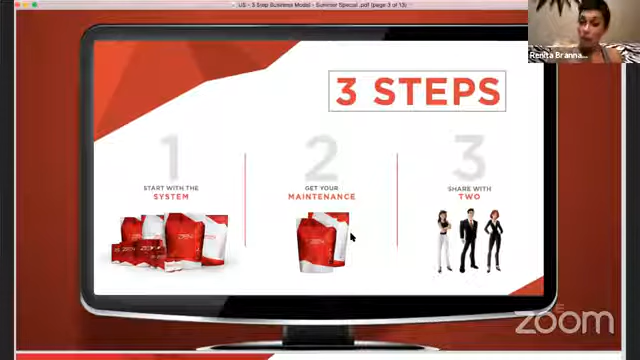 US - 3 Step Business Model - Summer Special .pdf (page 3 of 13)
Renita Branna...
3 STEPS
1
START WITH THE
SYSTEM
2
GET YOUR
MAINTENANCE
3
SHARE WITH
TWO
zoom